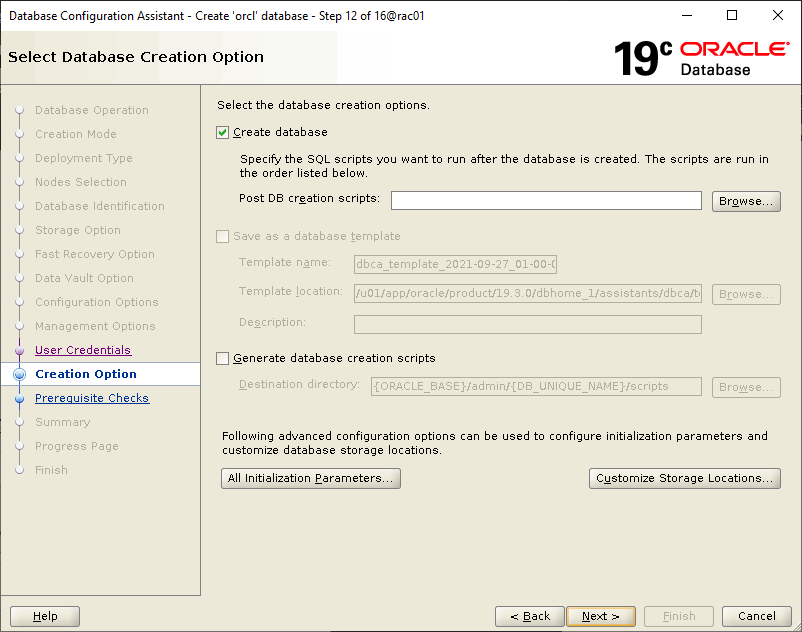 Database Configuration Assistant - Create 'orcl' database - Step 12 of 16@rac01
Select Database Creation Option
19c ORACLE
Database
Database Operation
Creation Mode
Deployment Type
Nodes Selection
Database Identification
Storage Option
Fast Recovery Option
Data Vault Option
Configuration Options
Management Options
User Credentials
Creation Option
Prerequisite Checks
Summary
Progress Page
Finish
Select the database creation options.
Create database
Specify the SQL scripts you want to run after the database is created. The scripts are run in
the order listed below.
Post DB creation scripts:
Browse...
Save as a database template
Template name: dbca_template_2021-09-27_01-00-
Template location: /u01/app/oracle/product/19.3.0/dbhome_1/assistants/dbca/t
Browse...
Description:
Generate database creation scripts
Destination directory: {ORACLE_BASE}/admin/{DB_UNIQUE_NAME}/scripts
Browse...
Following advanced configuration options can be used to configure initialization parameters and
customize database storage locations.
All Initialization Parameters...
Customize Storage Locations...
Help
< Back
Next >
Finish
Cancel